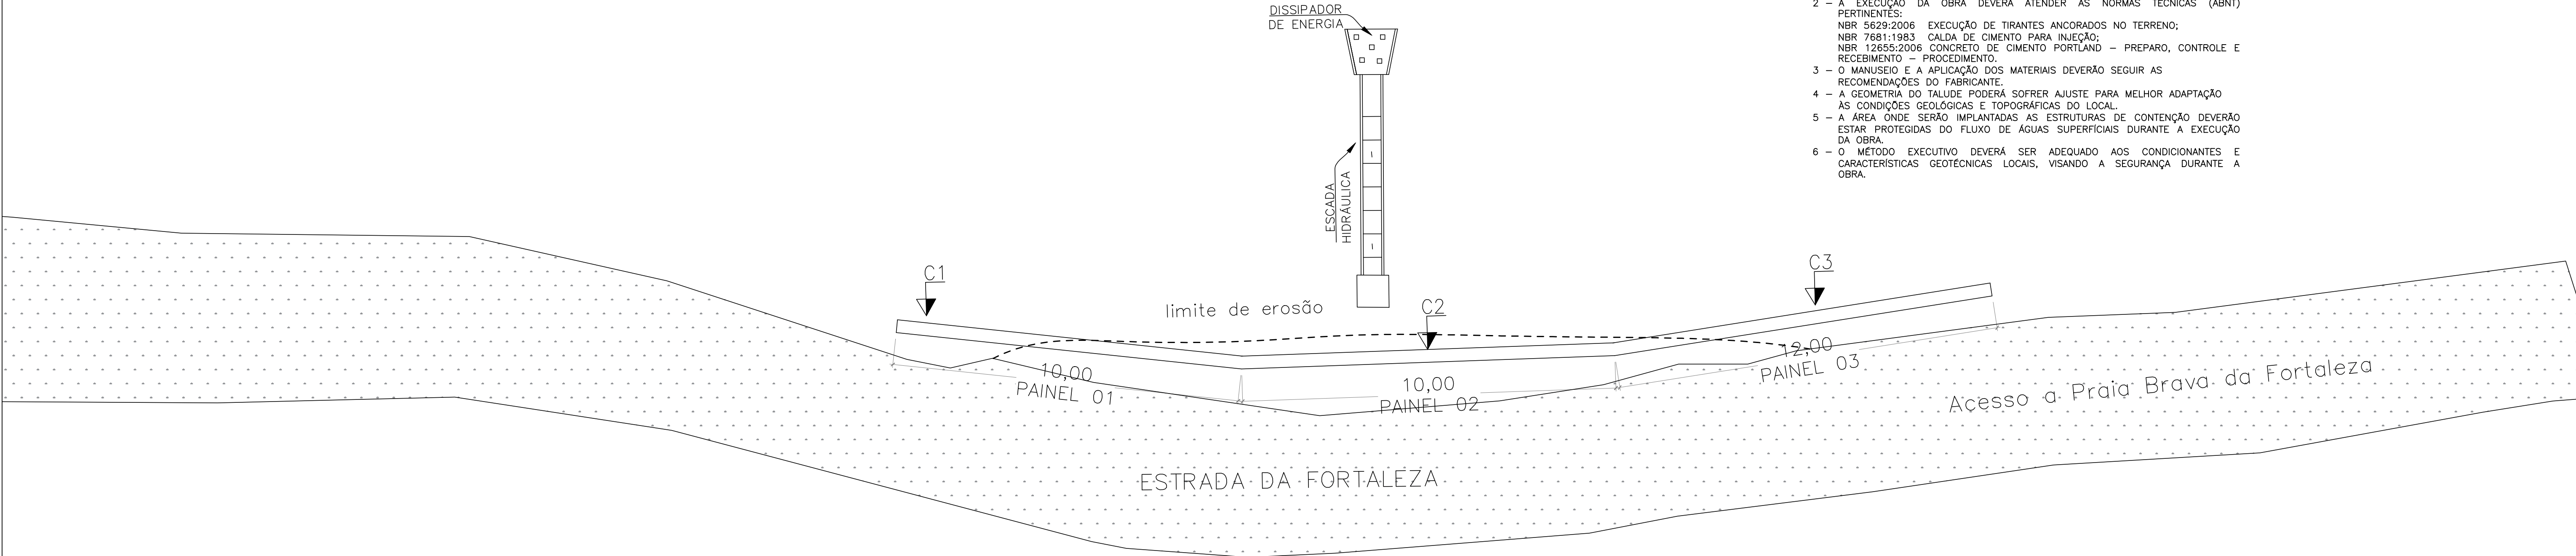 DISSIPADOR
DE ENERGIA
ESCADA
HIDRÁULICA
2 – A EXECUÇÃO DA OBRA DEVERÁ ATENDER AS NORMAS TÉCNICAS (ABNT)
PERTINENTES:
NBR 5629:2006 EXECUÇÃO DE TIRANTES ANCORADOS NO TERRENO;
NBR 7681:1983 CALDA DE CIMENTO PARA INJEÇÃO;
NBR 12655:2006 CONCRETO DE CIMENTO PORTLAND – PREPARO, CONTROLE E
RECEBIMENTO – PROCEDIMENTO.
3 – O MANUSEIO E A APLICAÇÃO DOS MATERIAIS DEVERÃO SEGUIR AS
RECOMENDAÇÕES DO FABRICANTE.
4 – A GEOMETRIA DO TALUDE PODERÁ SOFRER AJUSTE PARA MELHOR ADAPTAÇÃO
ÀS CONDIÇÕES GEOLÓGICAS E TOPOGRÁFICAS DO LOCAL.
5 – A ÁREA ONDE SERÃO IMPLANTADAS AS ESTRUTURAS DE CONTENÇÃO DEVERÃO
ESTAR PROTEGIDAS DO FLUXO DE ÁGUAS SUPERFÍCIAIS DURANTE A EXECUÇÃO
DA OBRA.
6 – O MÉTODO EXECUTIVO DEVERÁ SER ADEQUADO AOS CONDICIONANTES E
CARACTERÍSTICAS GEOTÉCNICAS LOCAIS, VISANDO A SEGURANÇA DURANTE A
OBRA.
C1
limite de erosão
C2
C3
10,00
PAINEL 01
10,00
PAINEL 02
12,00
PAINEL 03
Acesso a Praia Brava da Fortaleza
ESTRADA DA FORTALEZA